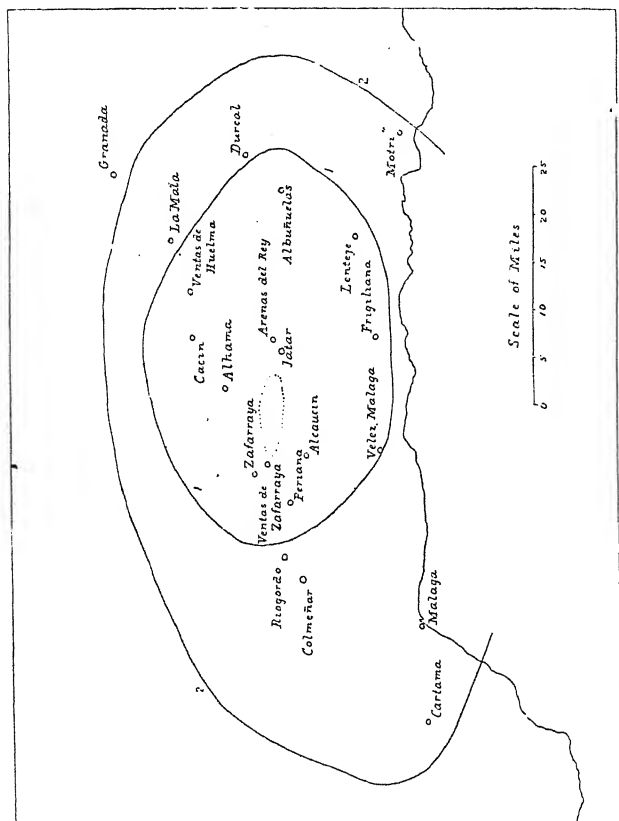 Granada
La Mala
Ventas de
Huelma
Cacin
2
1
Alhama
Durcal
Zafarraya
Ventas de
Zafarraya
Arenas del Rey
Jatar
Albuñuelas
Riogordo
Periana
Alcaucin
Colmeñar
1
Lenteje
2
Frigiliana
Velez, Malaga
Motril
Malaga
Cartama
Scale of Miles
0 5 10 15 20 25